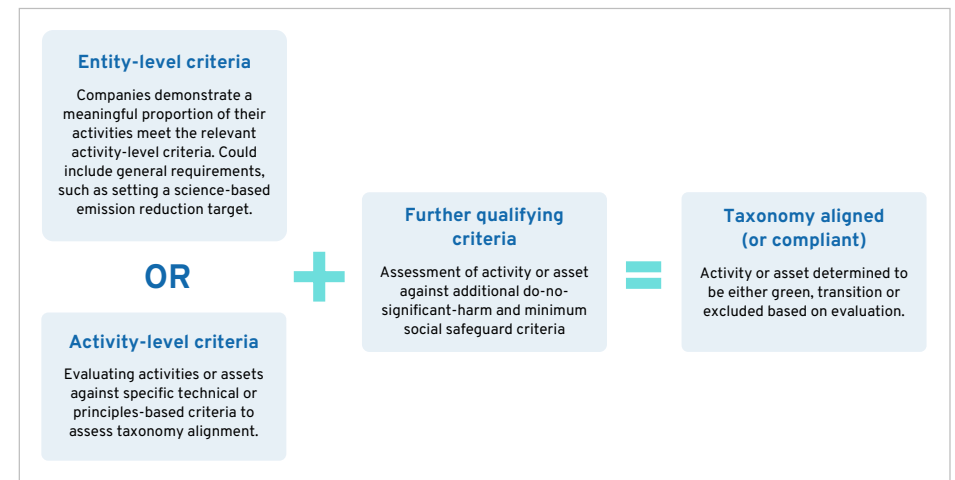 Entity-level criteria
Companies demonstrate a
meaningful proportion of their
activities meet the relevant
activity-level criteria. Could
include general requirements,
such as setting a science-based
emission reduction target.
OR
Activity-level criteria
Evaluating activities or assets
against specific technical or
principles-based criteria to
assess taxonomy alignment.
+
Further qualifying
criteria
Assessment of activity or asset
against additional do-no-
significant-harm and minimum
social safeguard criteria
=
Taxonomy aligned
(or compliant)
Activity or asset determined to
be either green, transition or
excluded based on evaluation.